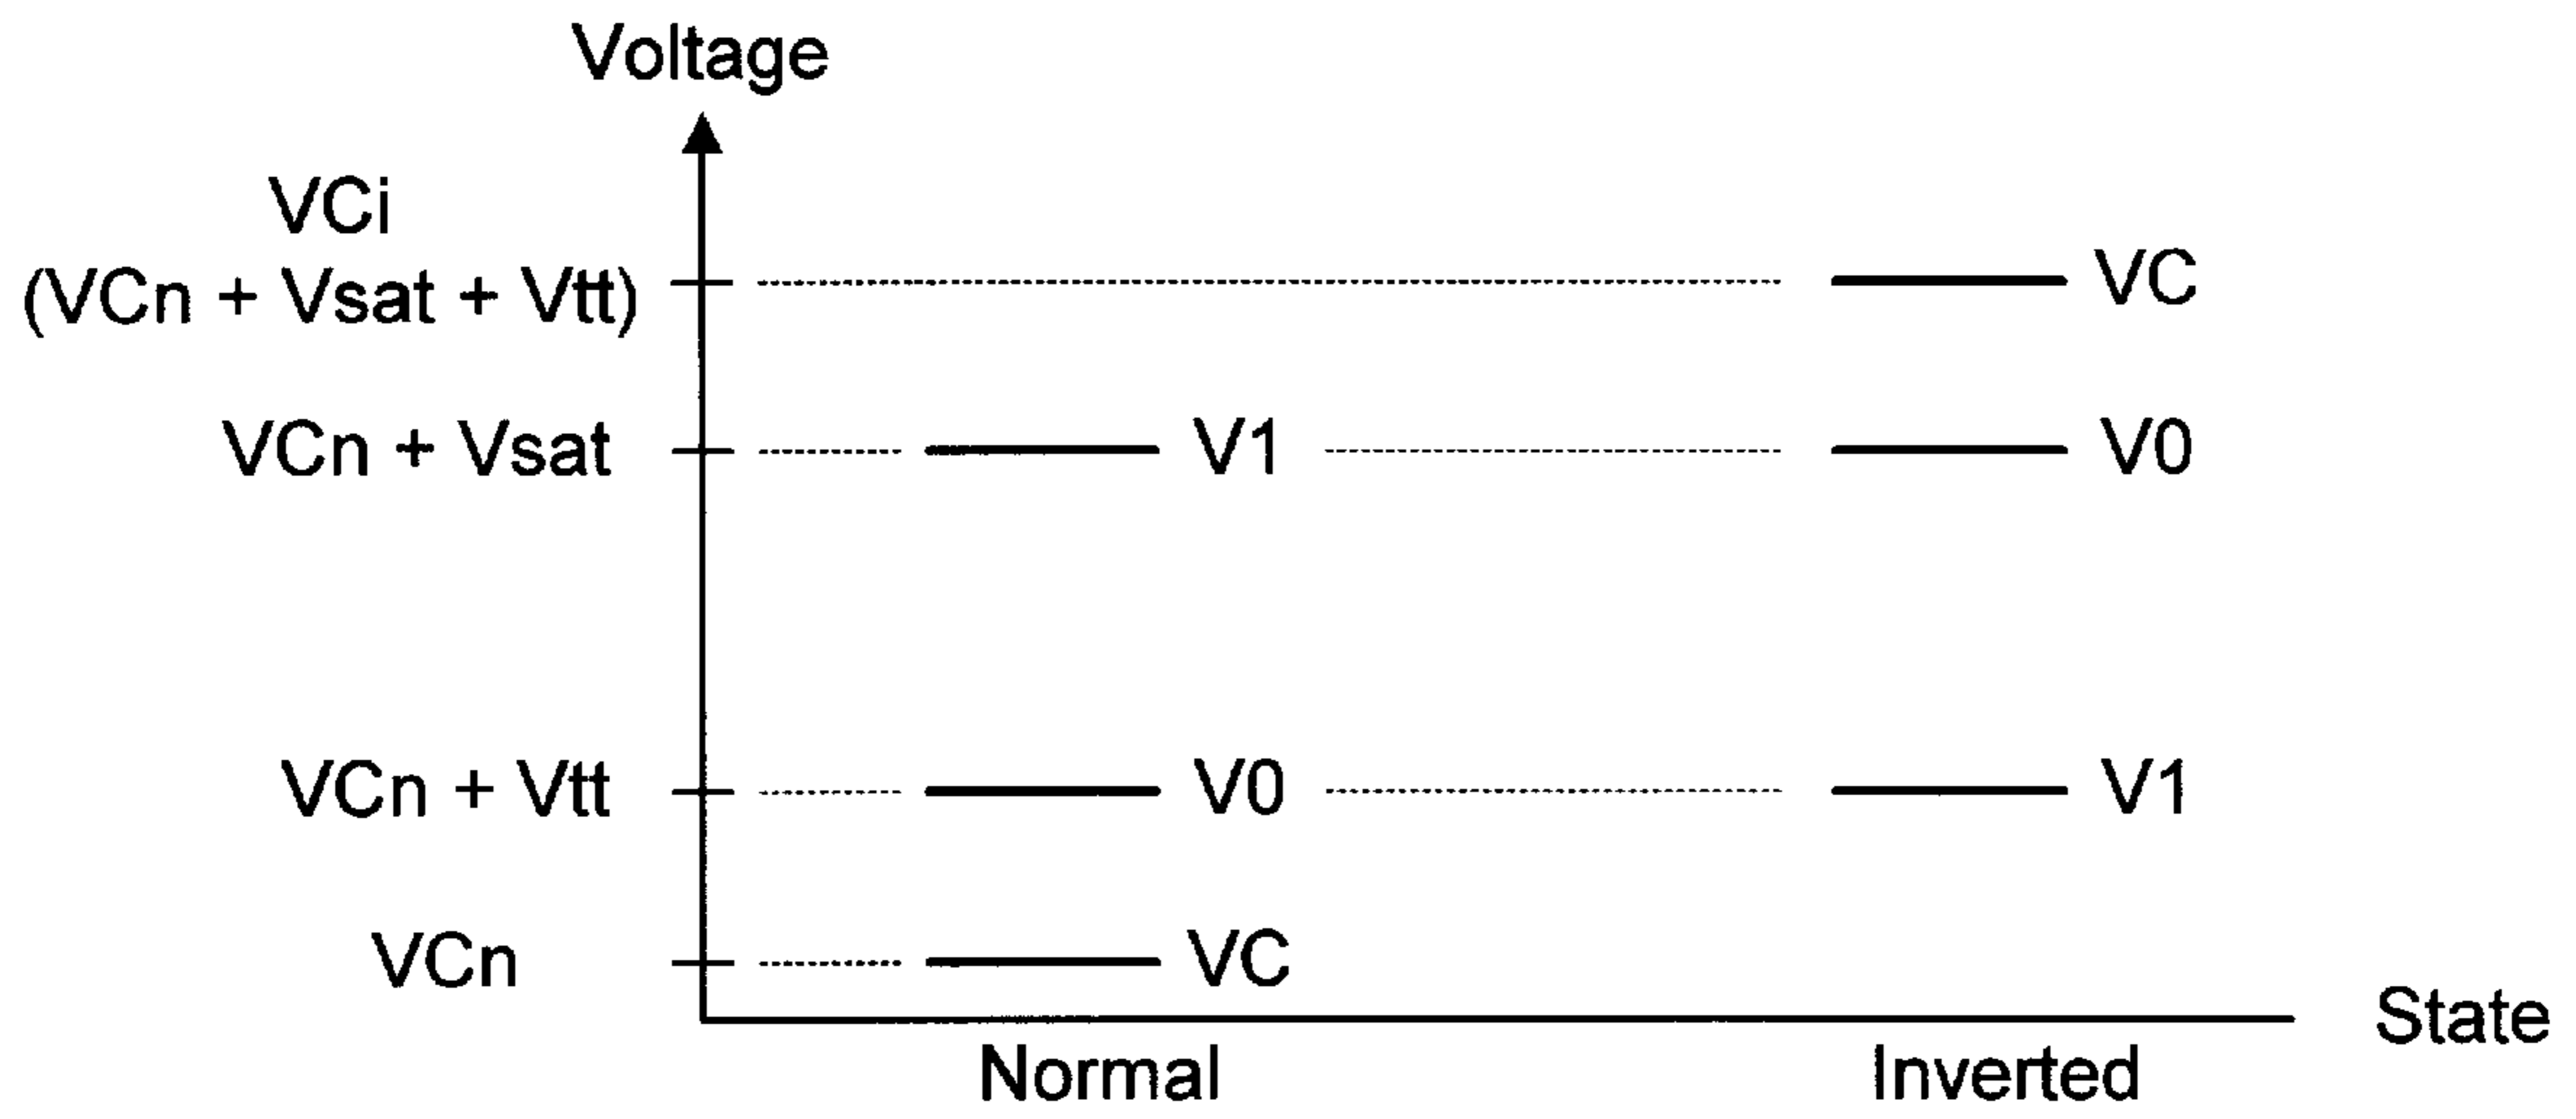 Voltage
VCi
(VCn + Vsat + Vtt)
VC
VCn + Vsat
V1
V0
VCn + Vtt
V0
V1
VCn
VC
State
Normal
Inverted